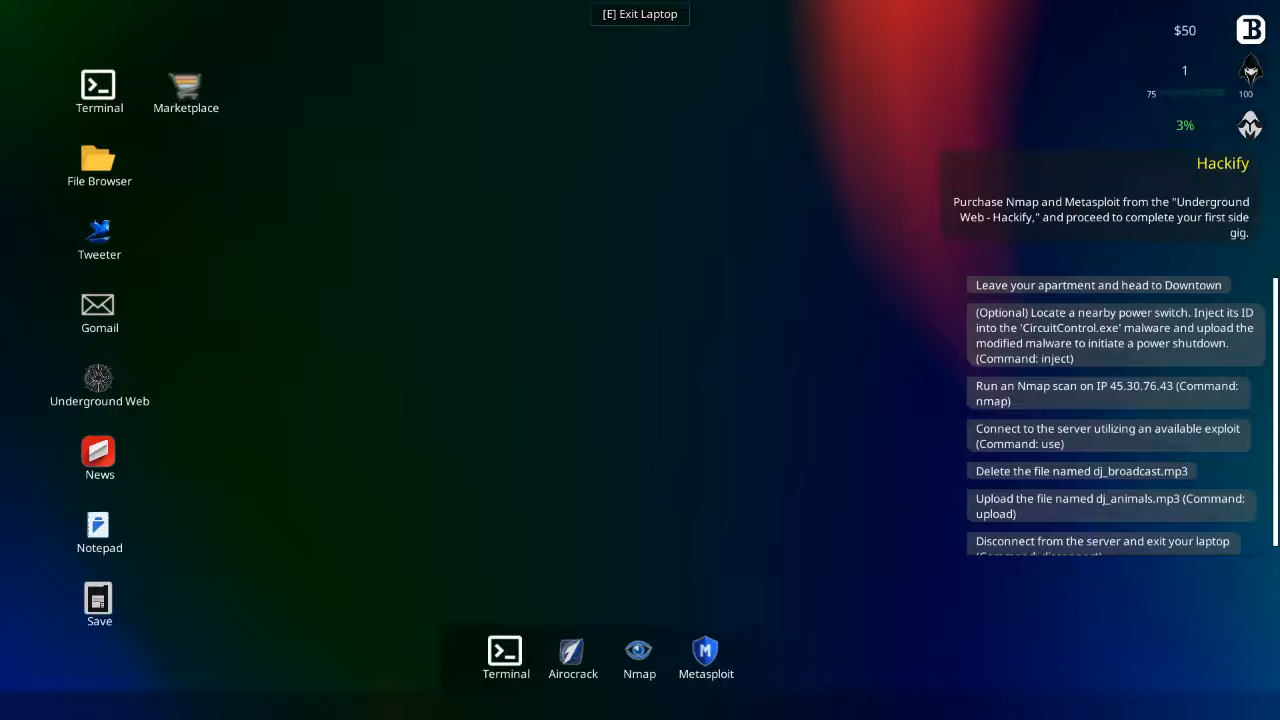 [E] Exit Laptop
$50
B
1
75
100
3%
Terminal
Marketplace
File Browser
Tweeter
Gomail
Underground Web
News
Notepad
Save
Hackify
Purchase Nmap and Metasploit from the "Underground
Web - Hackify," and proceed to complete your first side
gig.
Leave your apartment and head to Downtown
(Optional) Locate a nearby power switch. Inject its ID
into the 'CircuitControl.exe' malware and upload the
modified malware to initiate a power shutdown.
(Command: inject)
Run an Nmap scan on IP 45.30.76.43 (Command:
nmap)
Connect to the server utilizing an available exploit
(Command: use)
Delete the file named dj_broadcast.mp3
Upload the file named dj_animals.mp3 (Command:
upload)
Disconnect from the server and exit your laptop
(Command: disconnect)
Terminal
Airocrack
Nmap
M
Metasploit